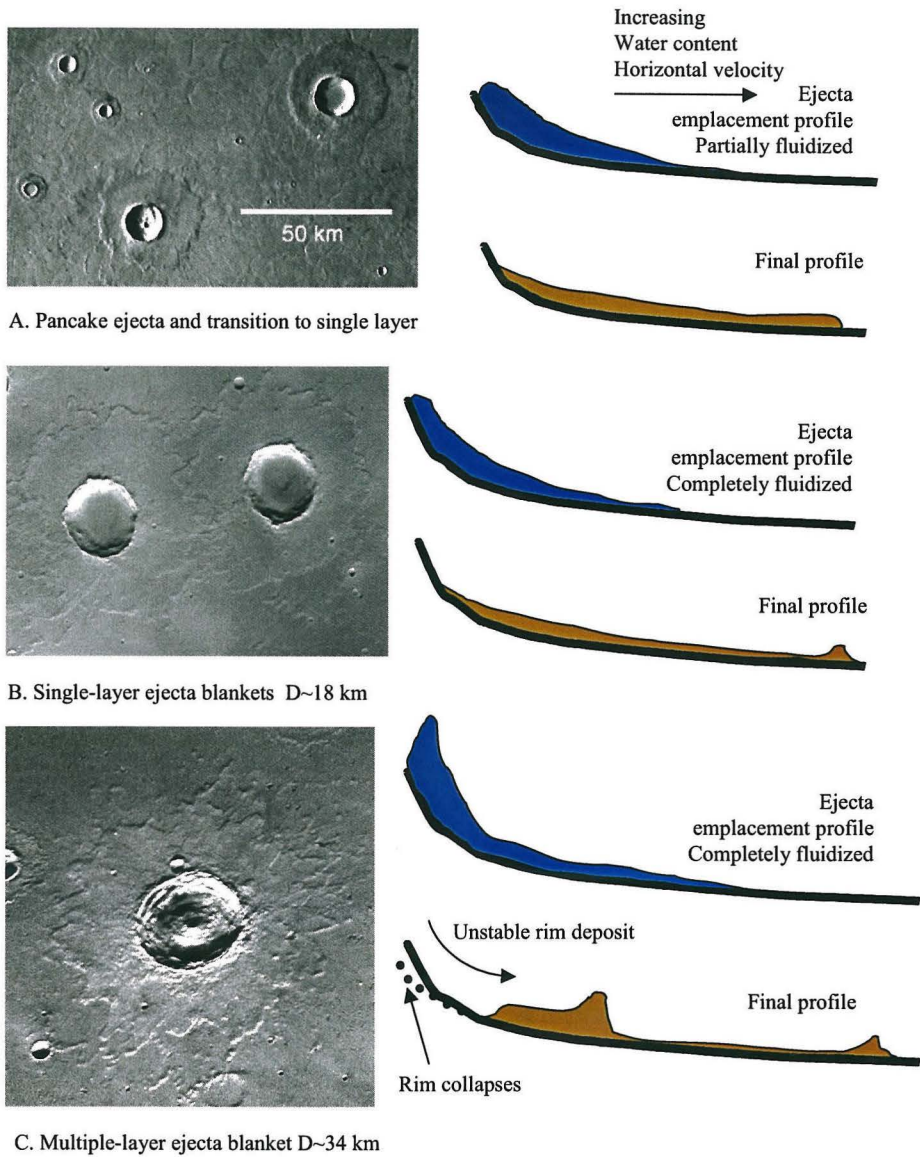 Increasing
Water content
Horizontal velocity
Ejecta
emplacement profile
Partially fluidized
50 km
Final profile
A. Pancake ejecta and transition to single layer
Ejecta
emplacement profile
Completely fluidized
Final profile
B. Single-layer ejecta blankets D~18 km
Ejecta
emplacement profile
Completely fluidized
Unstable rim deposit
Final profile
Rim collapses
C. Multiple-layer ejecta blanket D~34 km